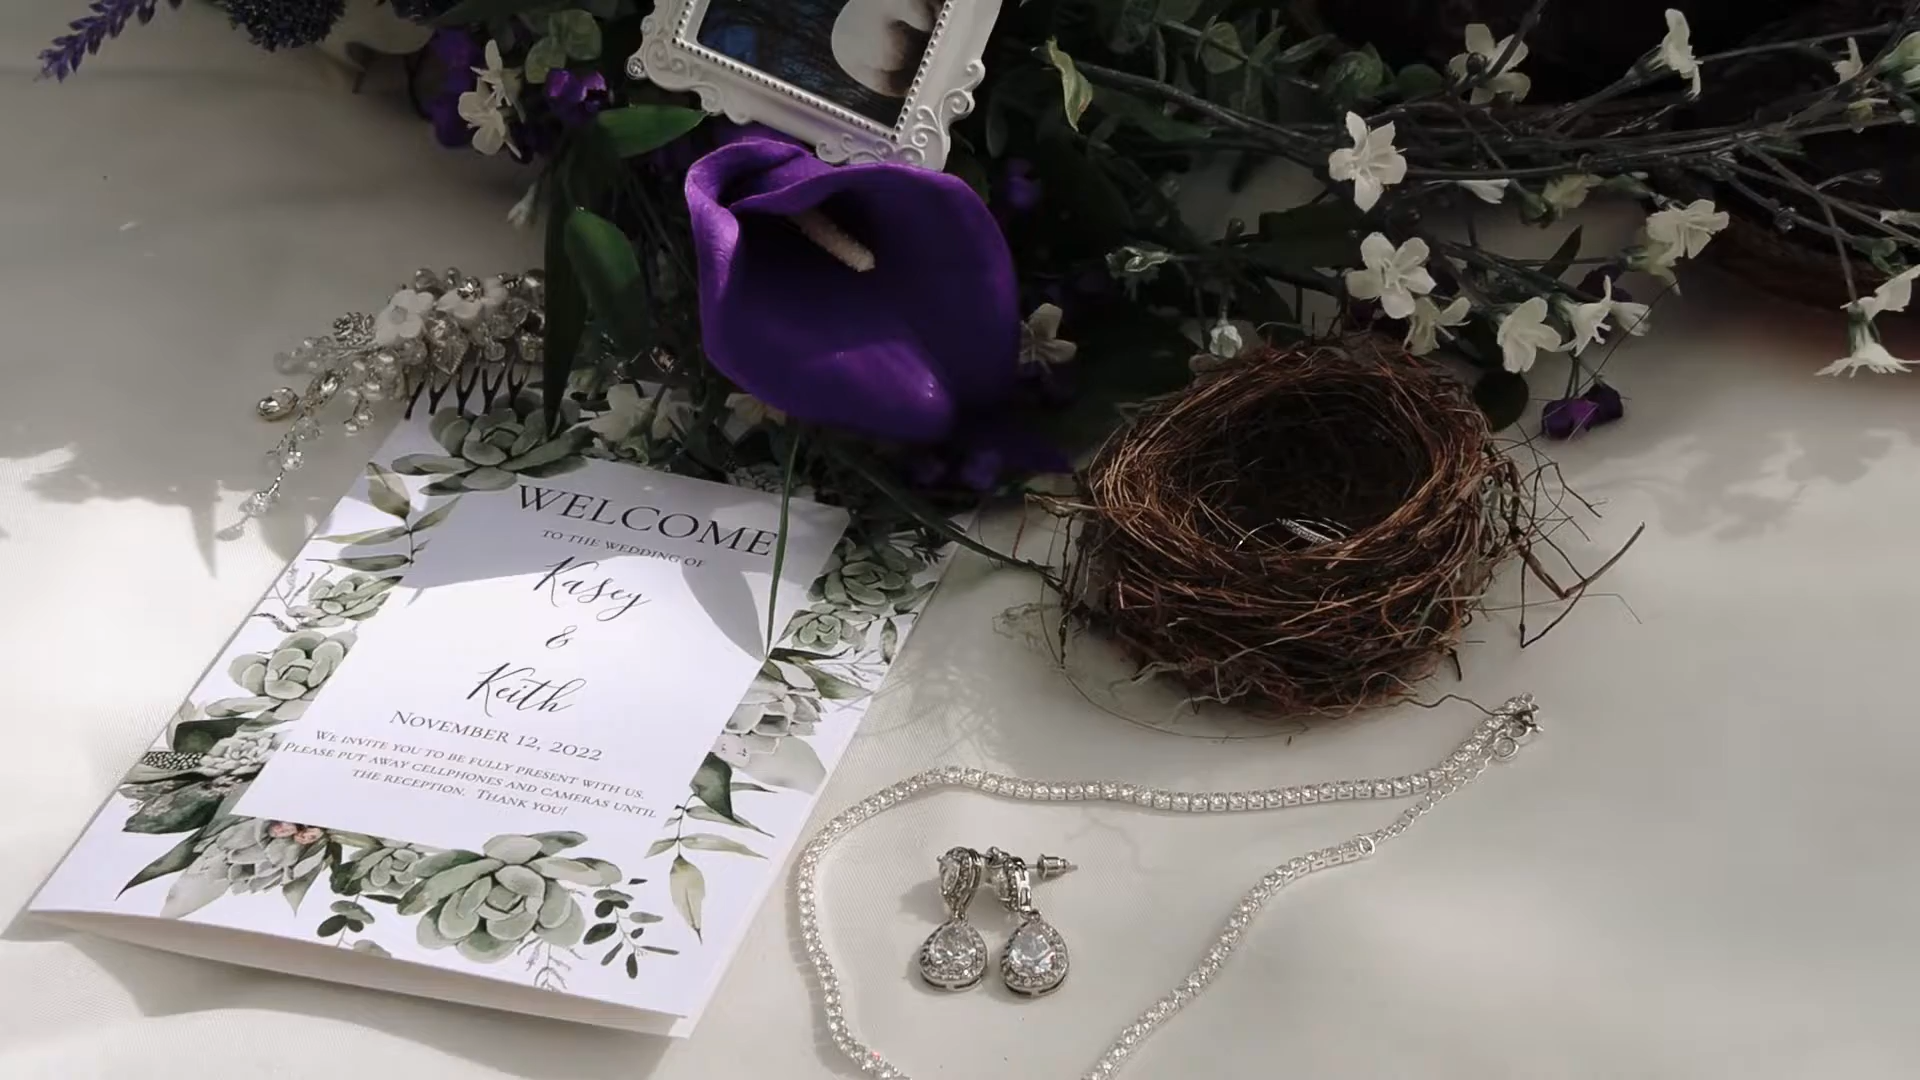 WELCOME
TO THE WEDDING OF
Kasey
&
Keith
NOVEMBER 12, 2022
WE INVITE YOU TO BE FULLY PRESENT WITH US.
PLEASE PUT AWAY CELLPHONES AND CAMERAS UNTIL
THE RECEPTION. THANK YOU!